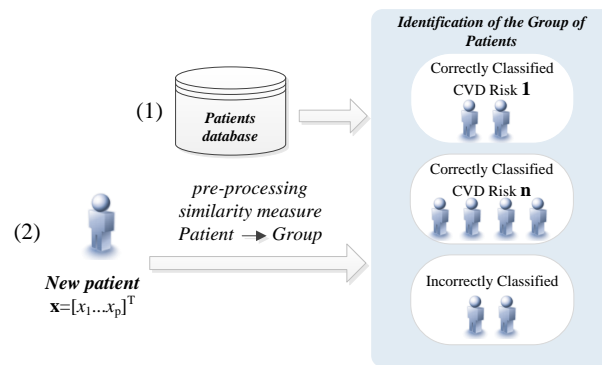 Identification of the Group of
Patients
Correctly Classified
CVD Risk 1
(1)
Patients
database
Correctly Classified
CVD Risk n
pre-processing
similarity measure
Patient → Group
(2)
New patient
x=[x₁...xₚ]ᵀ
Incorrectly Classified